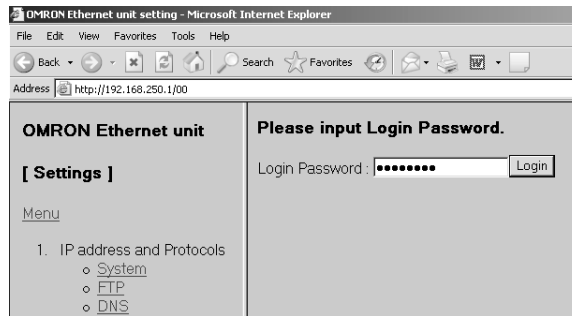 OMRON Ethernet unit setting - Microsoft Internet Explorer
File Edit View Favorites Tools Help
Back Search Favorites
Address http://192.168.250.1/00
OMRON Ethernet unit
[ Settings ]
Menu
1. IP address and Protocols
System
FTP
DNS
Please input Login Password.
Login Password : •••••••• Login